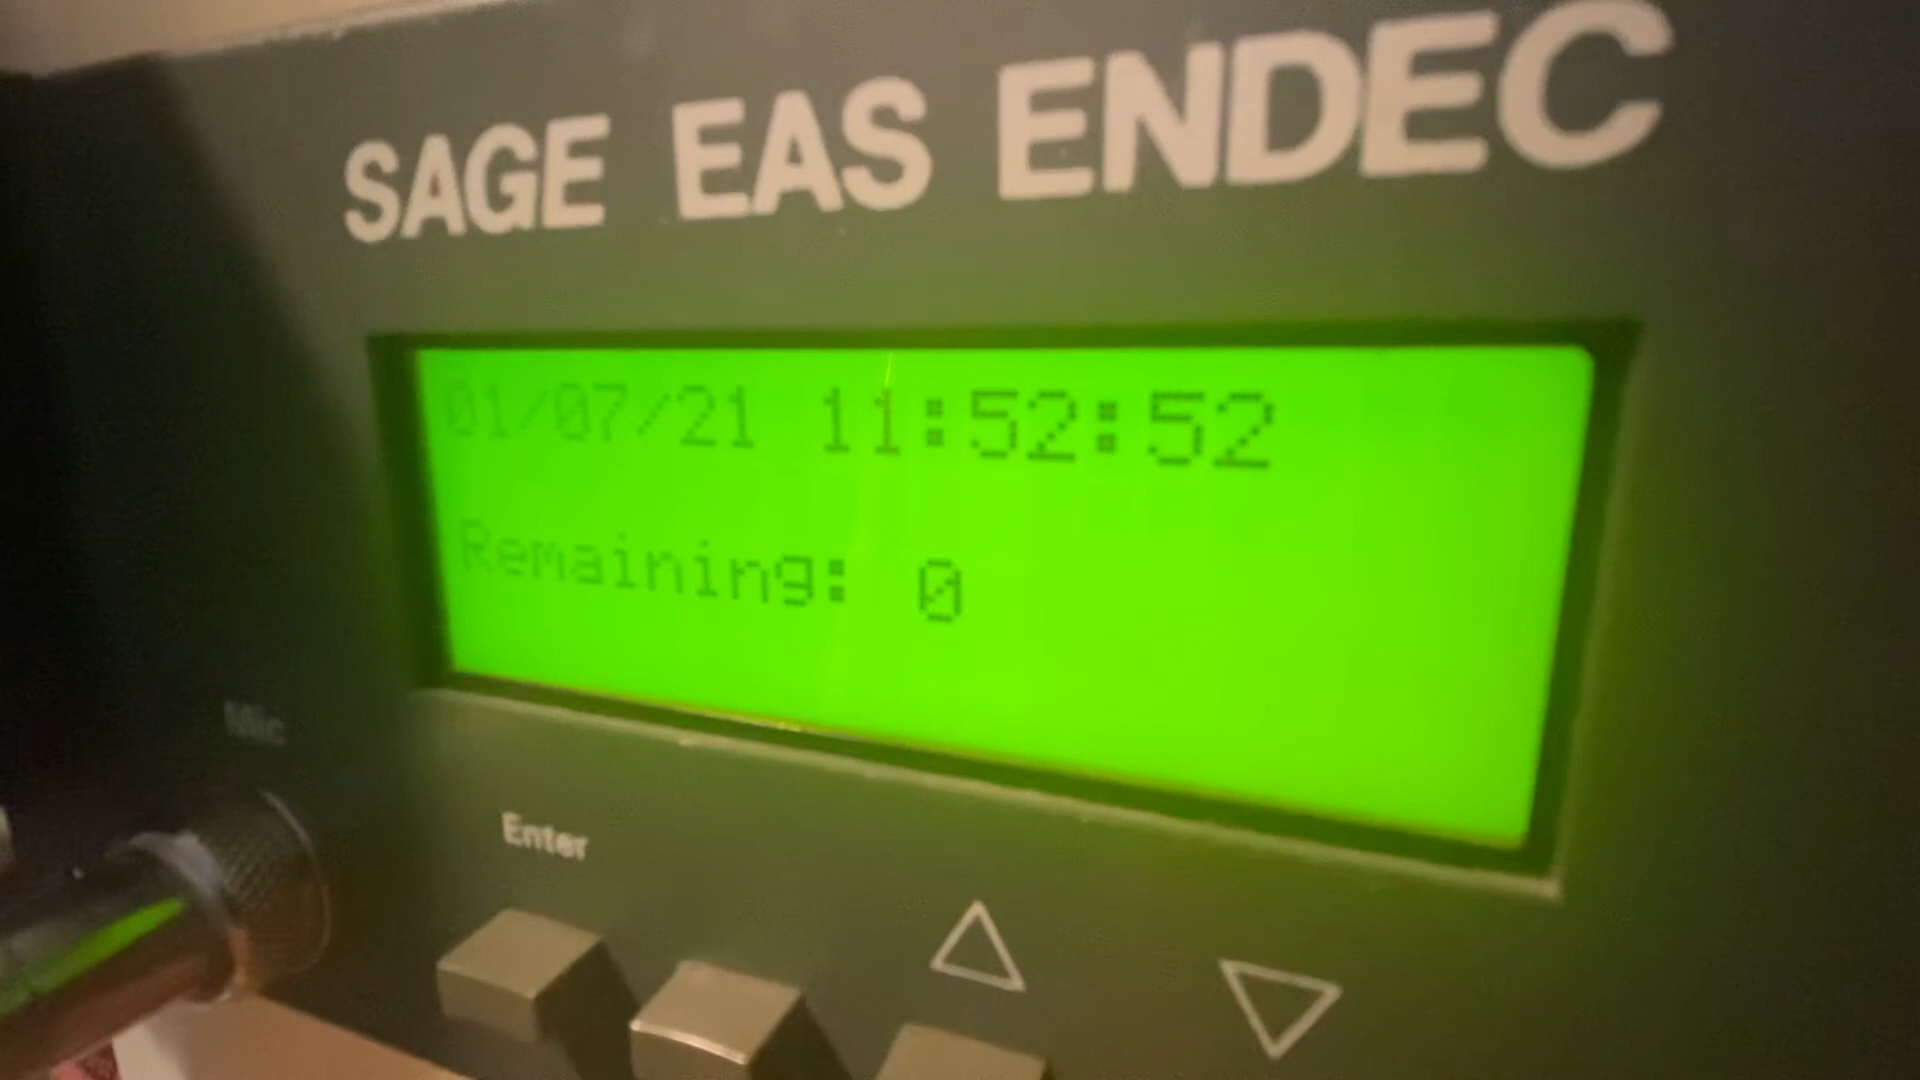 SAGE EAS ENDEC
01/07/21 11:52:52
Remaining: 0
Mic
Enter